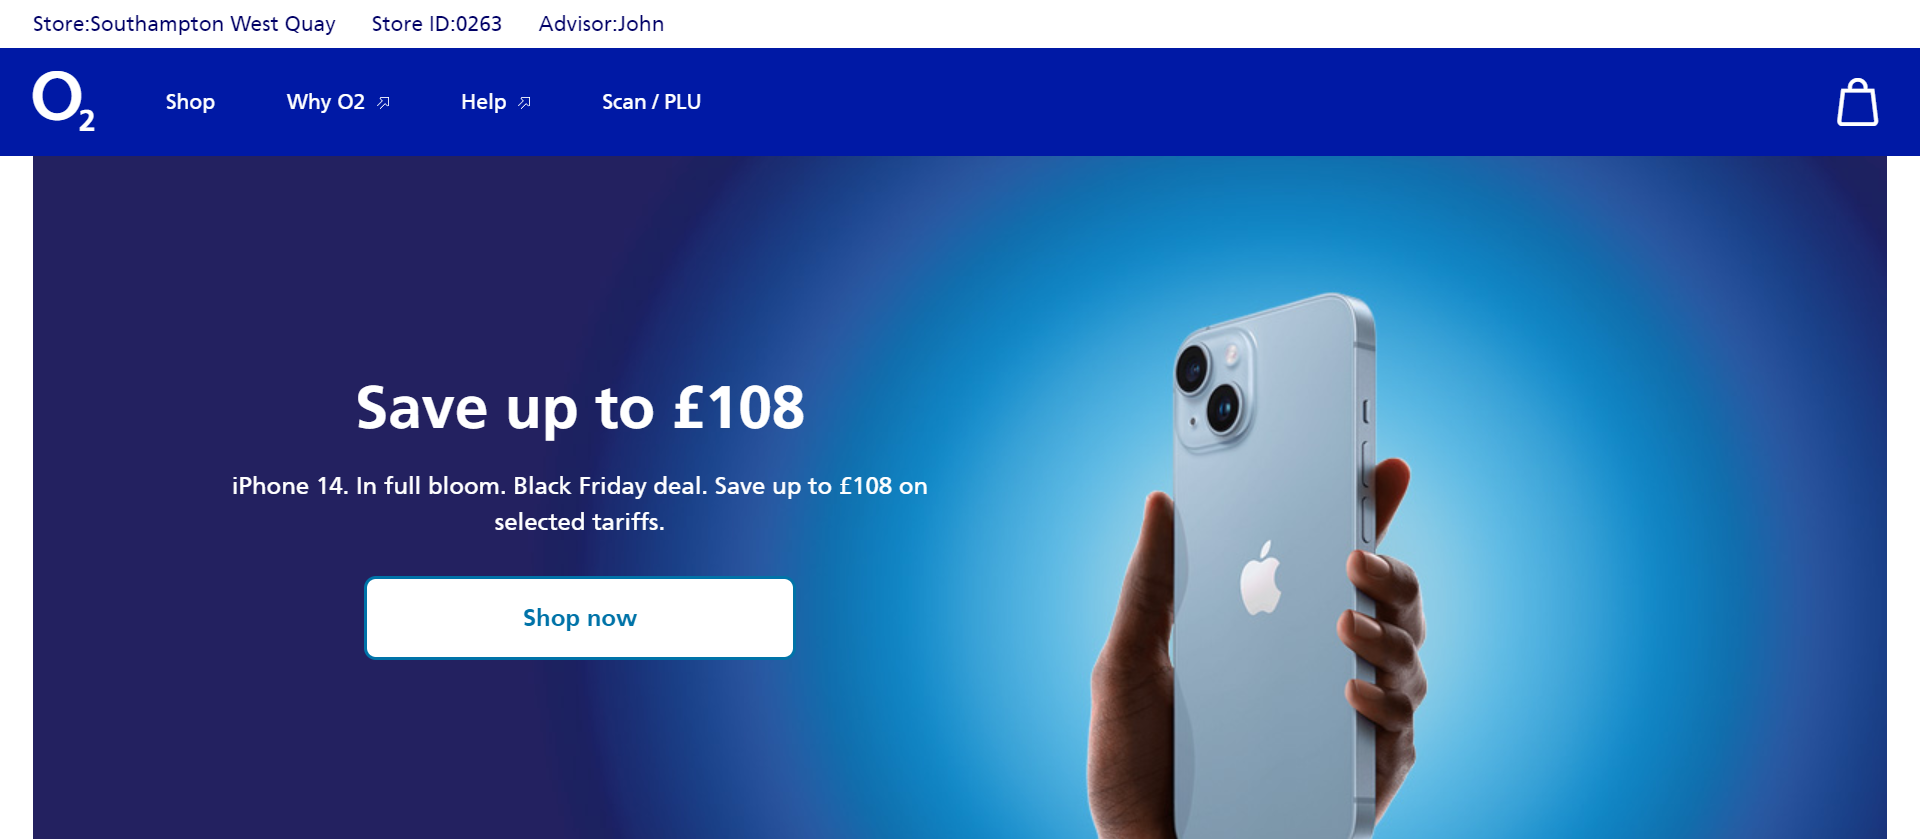 Store:Southampton West Quay Store ID:0263 Advisor:John
O2 Shop Why O2 Help Scan / PLU
Save up to £108
iPhone 14. In full bloom. Black Friday deal. Save up to £108 on
selected tariffs.
Shop now